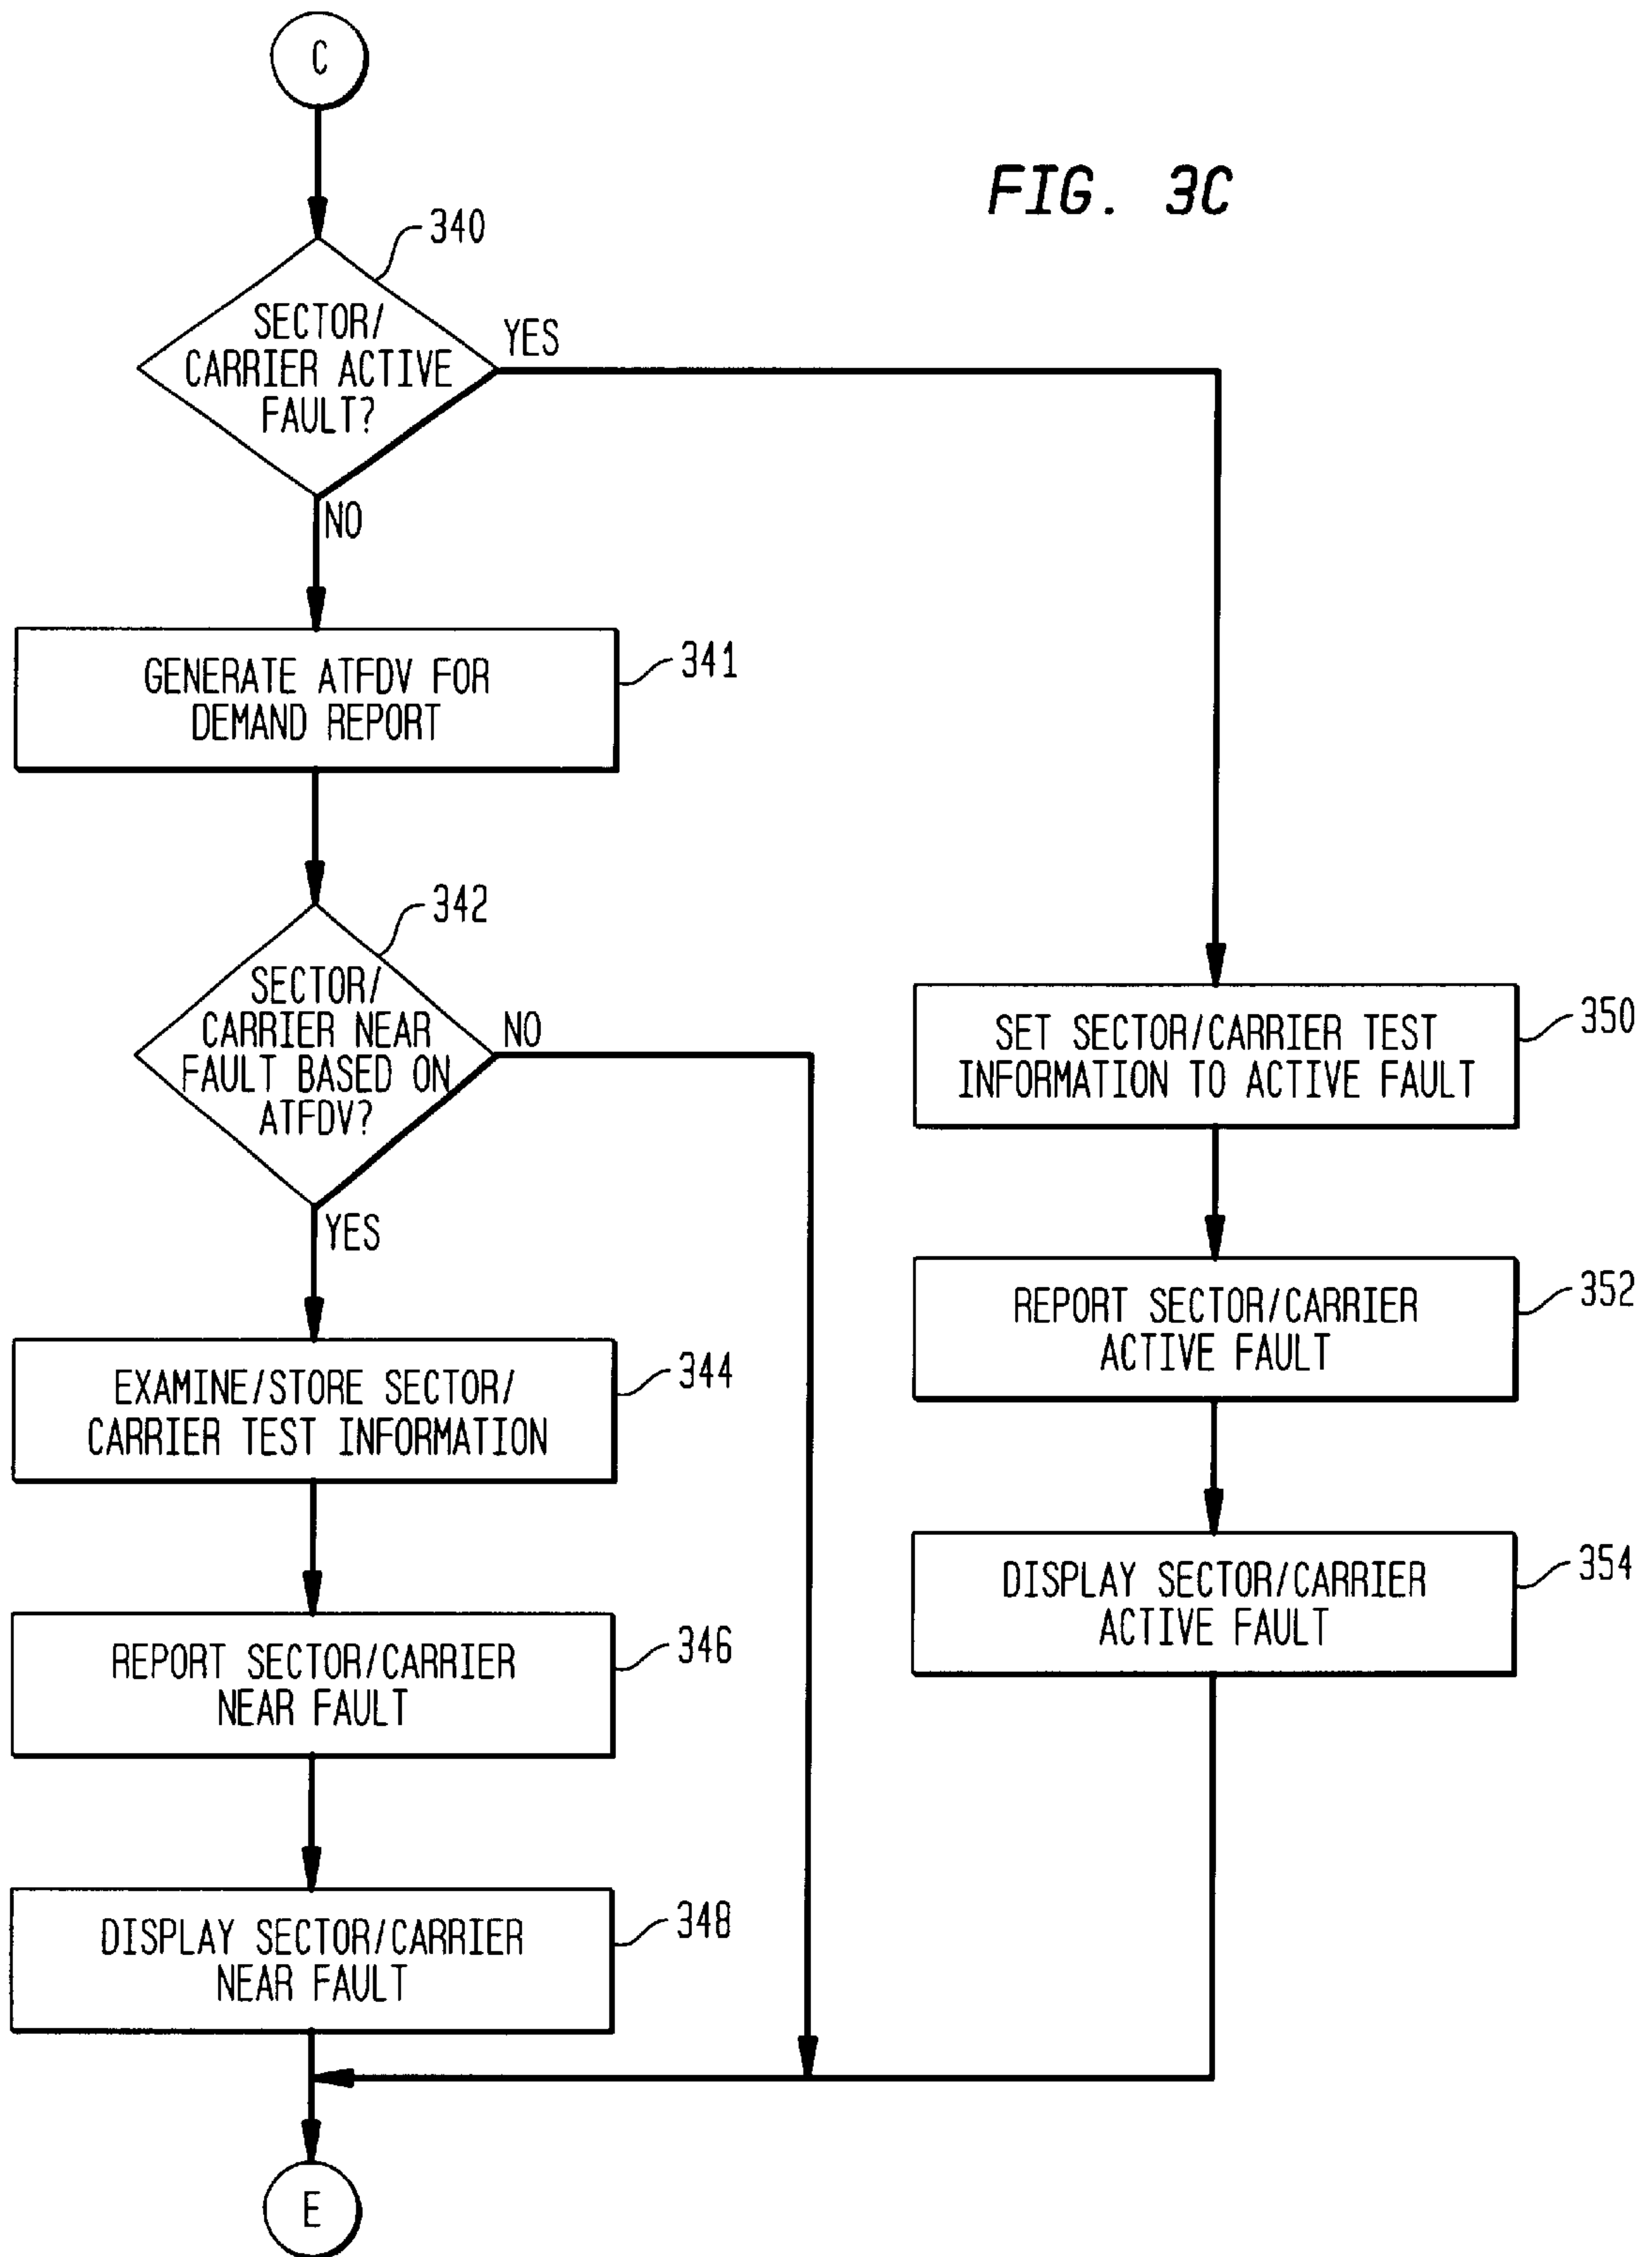 C
FIG. 3C
340
SECTOR/
CARRIER ACTIVE
FAULT?
YES
NO
GENERATE ATFDV FOR
DEMAND REPORT
341
342
SECTOR/
CARRIER NEAR
FAULT BASED ON
ATFDV?
NO
YES
SET SECTOR/CARRIER TEST
INFORMATION TO ACTIVE FAULT
350
REPORT SECTOR/CARRIER
ACTIVE FAULT
352
EXAMINE/STORE SECTOR/
CARRIER TEST INFORMATION
344
DISPLAY SECTOR/CARRIER
ACTIVE FAULT
354
REPORT SECTOR/CARRIER
NEAR FAULT
346
DISPLAY SECTOR/CARRIER
NEAR FAULT
348
E